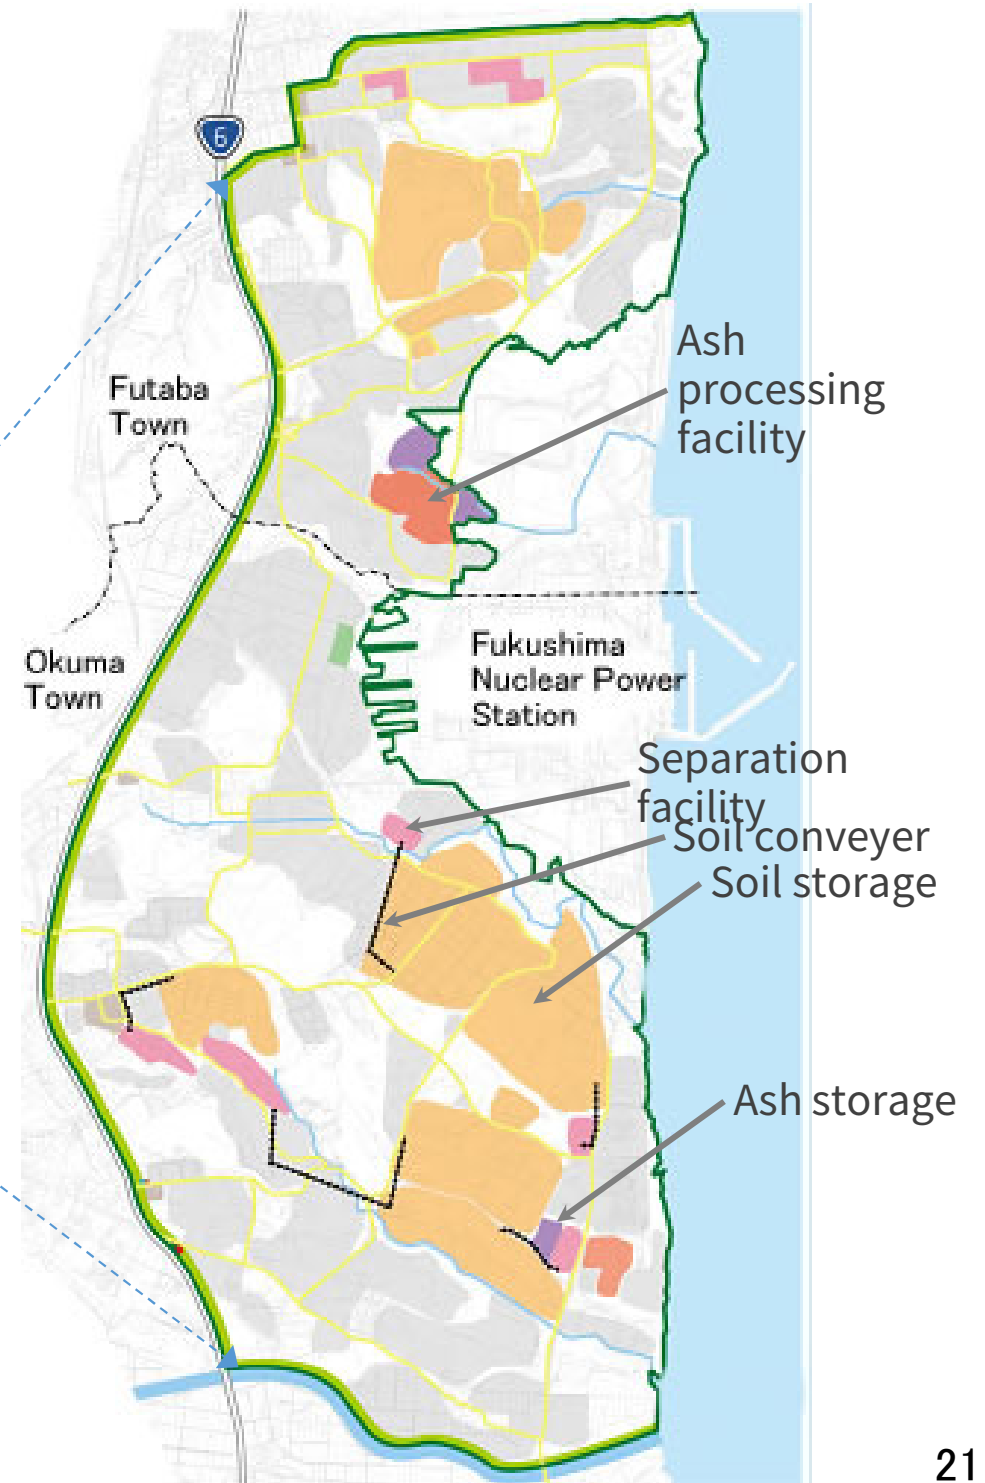 6
Ash
processing
facility
Futaba
Town
Okuma
Town
Fukushima
Nuclear Power
Station
Separation
facility
Soil conveyer
Soil storage
Ash storage
21